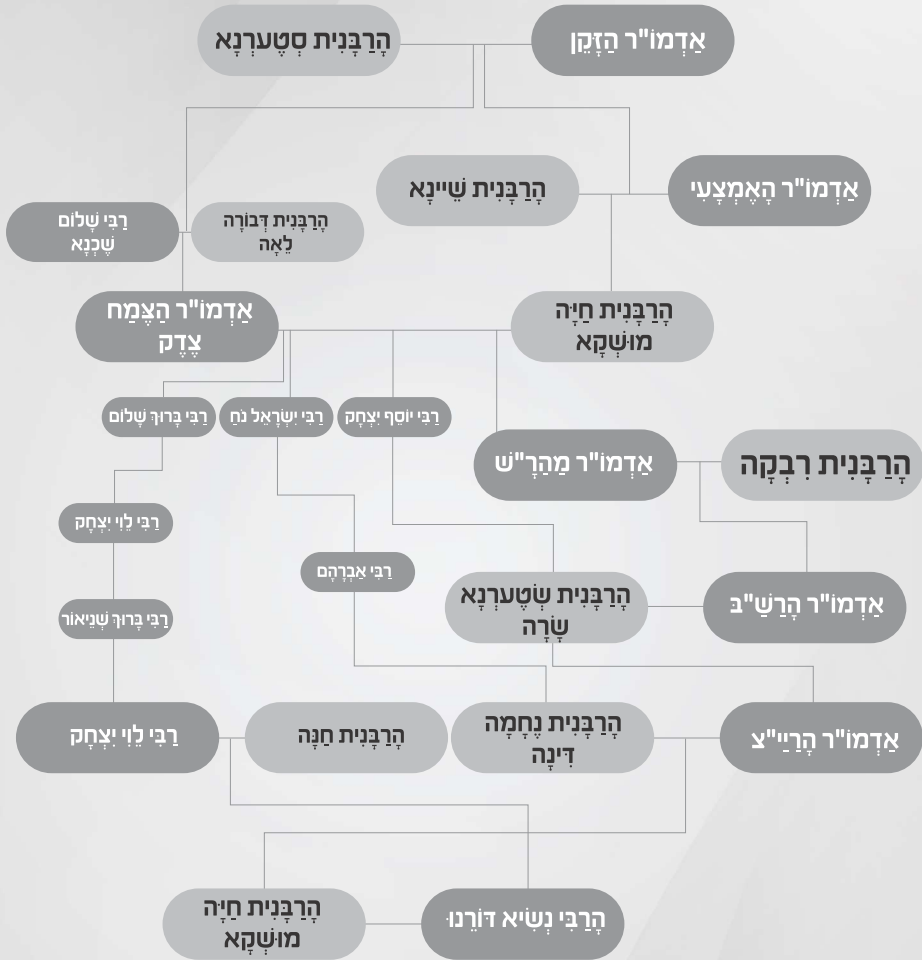 אַדְמוֹ"ר הַזָּקֵן
הָרַבָּנִית סְטֶערְנָא
אַדְמוֹ"ר הָאֶמְצָעִי
הָרַבָּנִית שֵׁיינָא
הָרַבָּנִית דְּבוֹרָה
לֵאָה
רַבִּי שָׁלוֹם
שַׁכְנָא
הָרַבָּנִית חַיָּה
מוּשְׁקָא
אַדְמוֹ"ר הַצֶּמַח
צֶדֶק
רַבִּי יוֹסֵף יִצְחָק
רַבִּי יִשְׂרָאֵל נֹחַ
רַבִּי בָּרוּךְ שָׁלוֹם
הָרַבָּנִית רִבְקָה
אַדְמוֹ"ר מַהֲרַ"שׁ
רַבִּי לֵוִי יִצְחָק
רַבִּי אַבְרָהָם
אַדְמוֹ"ר הָרַשַׁ"בּ
הָרַבָּנִית שְׂטֶערְנָא
שָׂרָה
רַבִּי בָּרוּךְ שְׁנֵיאוֹר
אַדְמוֹ"ר הָרַיַי"צ
הָרַבָּנִית נֶחָמָה
דִּינָה
הָרַבָּנִית חַנָּה
רַבִּי לֵוִי יִצְחָק
הָרַבִּי נְשִׂיא דּוֹרֵנוּ
הָרַבָּנִית חַיָּה
מוּשְׁקָא